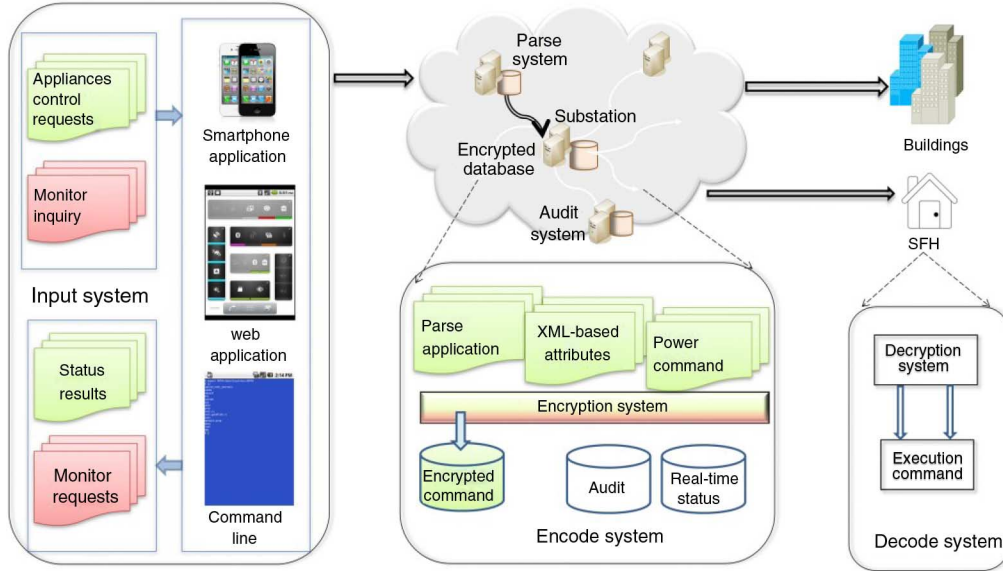 Appliances
control
requests
Monitor
inquiry
Input system
Status
results
Monitor
requests
Smartphone
application
web
application
Command
line
Parse
system
Substation
Encrypted
database
Audit
system
Buildings
SFH
Parse
application
XML-based
attributes
Power
command
Encryption system
Encrypted
command
Audit
Real-time
status
Encode system
Decryption
system
Execution
command
Decode system